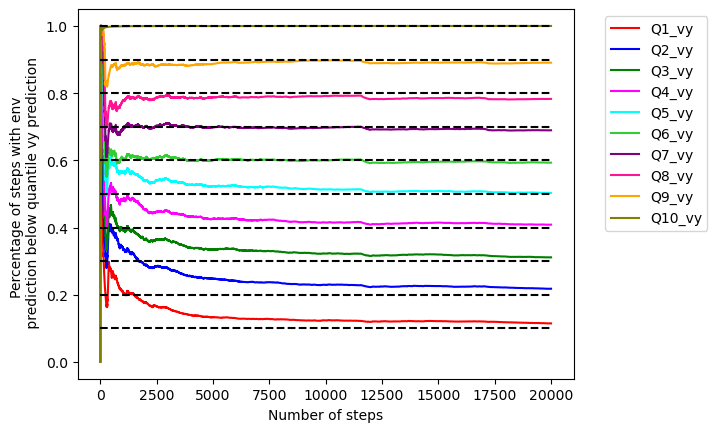 Percentage of steps with env
prediction below quantile vy prediction
1.0
0.8
0.6
0.4
0.2
0.0
0
2500
5000
7500
10000
12500
15000
17500
20000
Number of steps
Q1_vy
Q2_vy
Q3_vy
Q4_vy
Q5_vy
Q6_vy
Q7_vy
Q8_vy
Q9_vy
Q10_vy